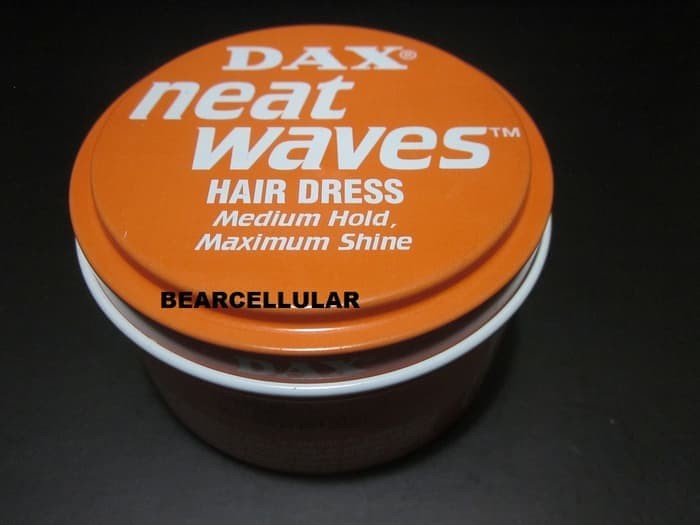 DAX®
neat
waves™
HAIR DRESS
Medium Hold,
Maximum Shine
BEARCELLULAR
DAX